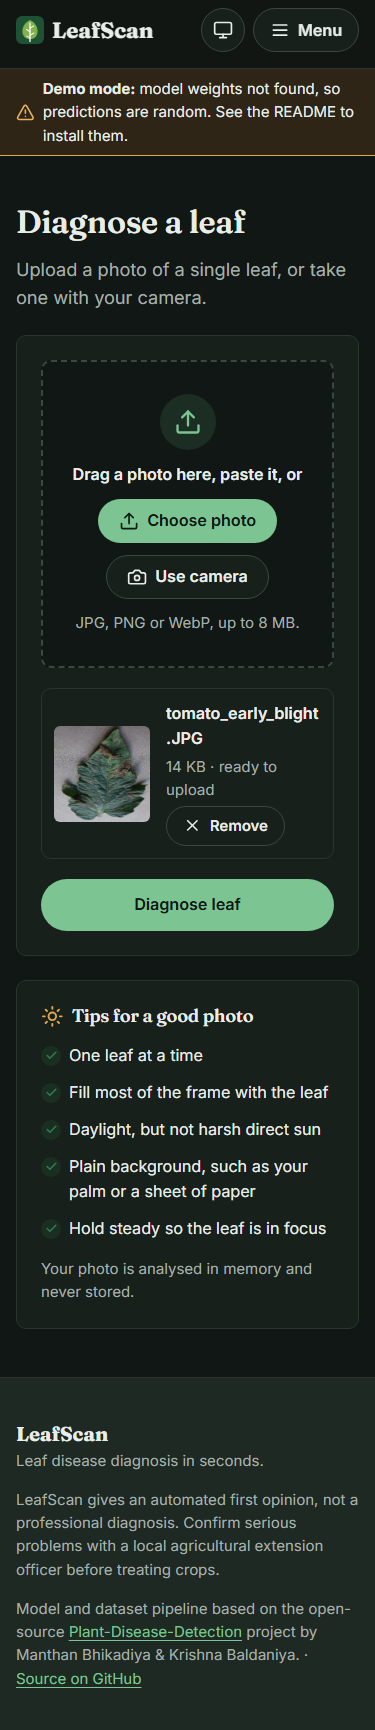 LeafScan
Menu
Demo mode: model weights not found, so
predictions are random. See the README to
install them.
Diagnose a leaf
Upload a photo of a single leaf, or take
one with your camera.
Drag a photo here, paste it, or
Choose photo
Use camera
JPG, PNG or WebP, up to 8 MB.
tomato_early_blight
.JPG
14 KB · ready to
upload
Remove
Diagnose leaf
Tips for a good photo
One leaf at a time
Fill most of the frame with the leaf
Daylight, but not harsh direct sun
Plain background, such as your
palm or a sheet of paper
Hold steady so the leaf is in focus
Your photo is analysed in memory and
never stored.
LeafScan
Leaf disease diagnosis in seconds.
LeafScan gives an automated first opinion, not a
professional diagnosis. Confirm serious
problems with a local agricultural extension
officer before treating crops.
Model and dataset pipeline based on the open-
source Plant-Disease-Detection project by
Manthan Bhikadiya & Krishna Baldaniya. ·
Source on GitHub